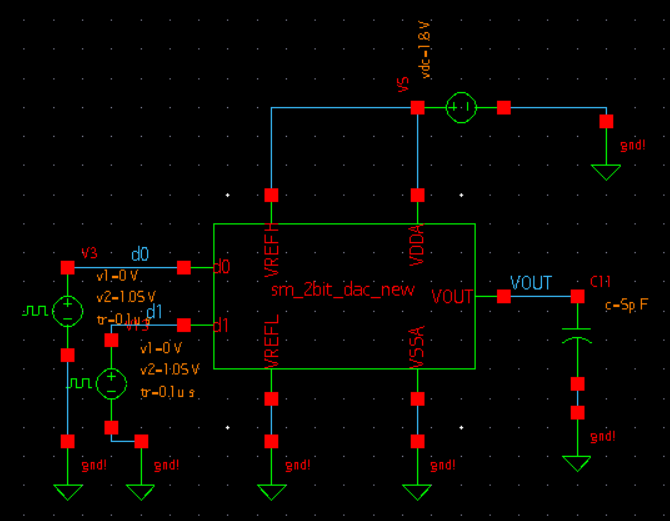 vdc=1.8 V
V5
gnd!
V3
d0
v1=0 V
v2=1.05 V
tr=0.1u s
d1
v1=0 V
v2=1.05 V
tr=0.1u s
d0
d1
VREFH
VDDA
sm_2bit_dac_new
VOUT
VREFL
VSSA
VOUT
C11
c=5p F
gnd!
gnd!
gnd!
gnd!
gnd!